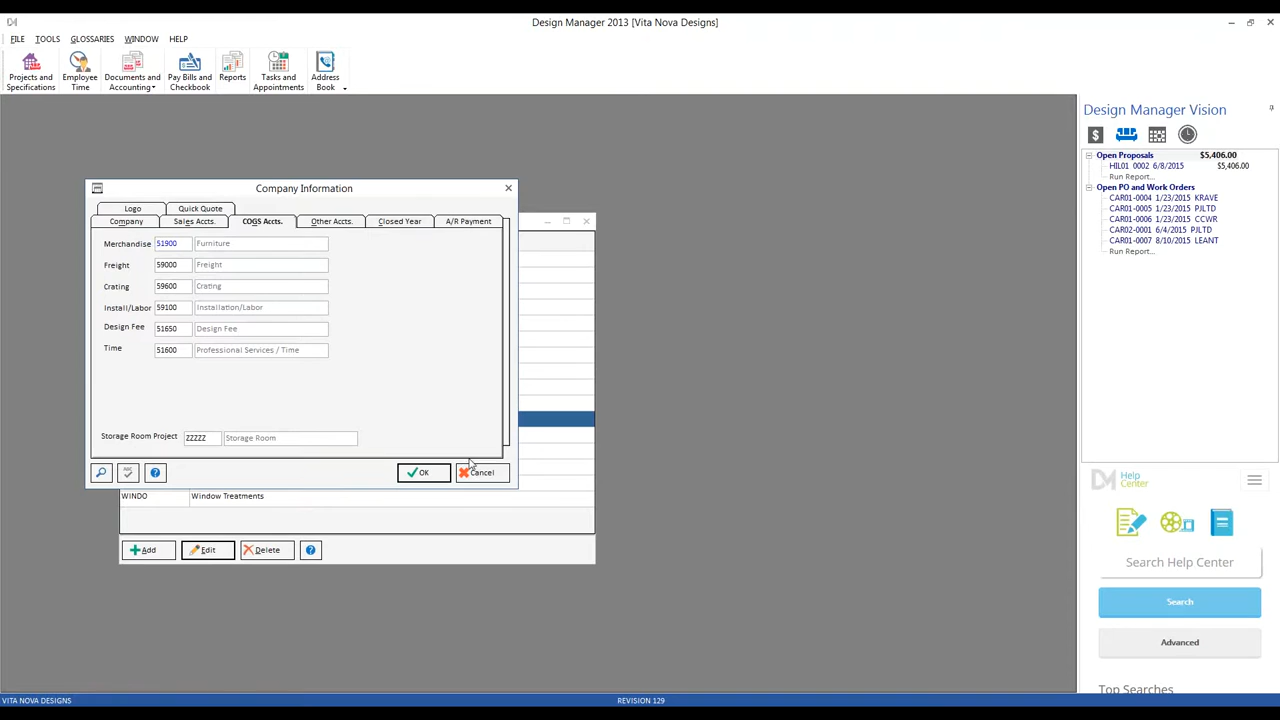 Design Manager 2013 [Vita Nova Designs]
FILE TOOLS GLOSSARIES WINDOW HELP
Projects and Specifications
Employee Time
Documents and Accounting
Pay Bills and Checkbook
Reports
Tasks and Appointments
Address Book
Design Manager Vision
Open Proposals $5,406.00
HIL01 0002 6/8/2015 $5,406.00
Run Report...
Open PO and Work Orders
CAR01-0004 1/23/2015 KRAVE
CAR01-0005 1/23/2015 PJLTD
CAR01-0006 1/23/2015 CCWR
CAR02-0001 6/4/2015 PJLTD
CAR01-0007 8/10/2015 LEANT
Run Report...
Company Information
Logo Quick Quote
Company Sales Accts. COGS Accts. Other Accts. Closed Year A/R Payment
Merchandise 51900 Furniture
Freight 59000 Freight
Crating 59600 Crating
Install/Labor 59100 Installation/Labor
Design Fee 51650 Design Fee
Time 51600 Professional Services / Time
Storage Room Project ZZZZZ Storage Room
ABC
OK Cancel
WINDO Window Treatments
Add Edit Delete
DM Help Center
Search Help Center
Search
Advanced
Top Searches
VITA NOVA DESIGNS REVISION 129